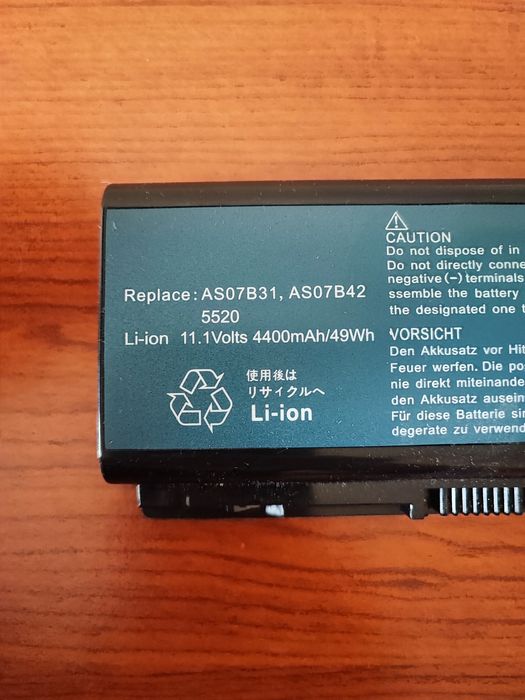 Replace: AS07B31, AS07B42
5520
Li-ion 11.1Volts 4400mAh/49Wh
使用後は
リサイクルへ
Li-ion
CAUTION
Do not dispose of in
Do not directly conne
negative (−) terminals
ssemble the battery
the designated one t
VORSICHT
Den Akkusatz vor Hit
Feuer werfen. Die po
nie direkt miteinande
den Akkusatz ausein
Für diese Batterie sin
degerate zu verwend